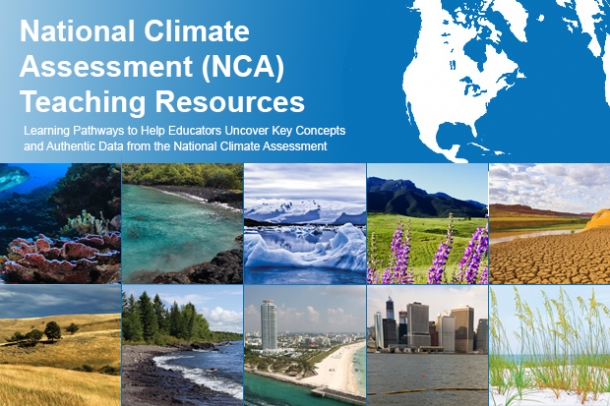 National Climate
Assessment (NCA)
Teaching Resources
Learning Pathways to Help Educators Uncover Key Concepts
and Authentic Data from the National Climate Assessment